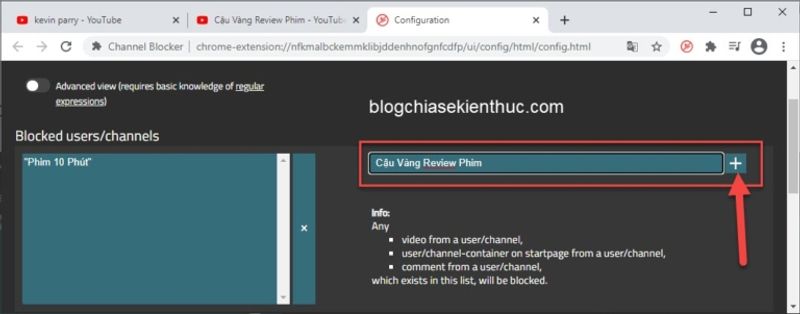 kevin parry - YouTube
Cậu Vàng Review Phim - YouTube
Configuration
Channel Blocker
chrome-extension://nfkmalbckemmklibjddenhnofgnfcdfp/ui/config/html/config.html
Advanced view (requires basic knowledge of regular
expressions)
blogchiasekienthuc.com
Blocked users/channels
"Phim 10 Phút"
Cậu Vàng Review Phim
+
×
Info:
Any
video from a user/channel,
user/channel-container on startpage from a user/channel,
comment from a user/channel,
which exists in this list, will be blocked.